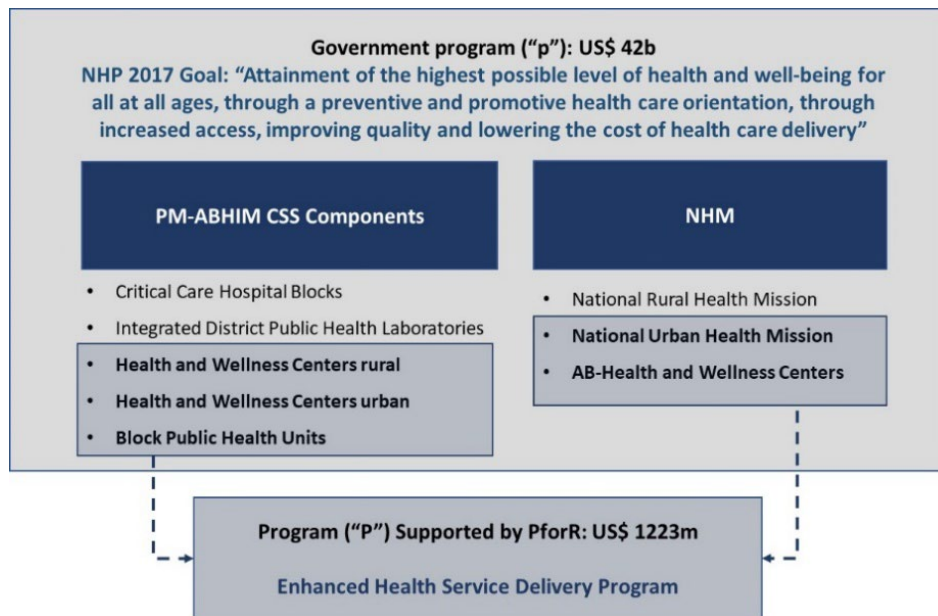 Government program (“p”): US$ 42b
NHP 2017 Goal: “Attainment of the highest possible level of health and well-being for
all at all ages, through a preventive and promotive health care orientation, through
increased access, improving quality and lowering the cost of health care delivery”
PM-ABHIM CSS Components
• Critical Care Hospital Blocks
• Integrated District Public Health Laboratories
• Health and Wellness Centers rural
• Health and Wellness Centers urban
• Block Public Health Units
NHM
• National Rural Health Mission
• National Urban Health Mission
• AB-Health and Wellness Centers
Program (“P”) Supported by PforR: US$ 1223m
Enhanced Health Service Delivery Program